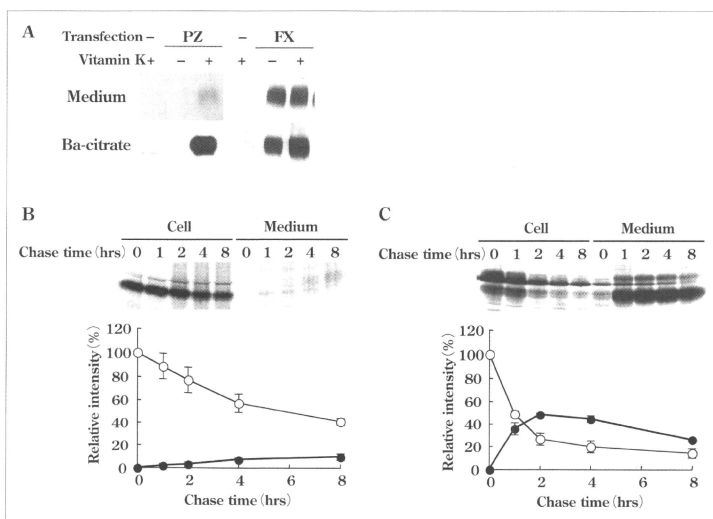 A
Transfection – PZ – FX
Vitamin K + – + + – +
Medium
Ba-citrate
B
Cell Medium
Chase time (hrs) 0 1 2 4 8 0 1 2 4 8
Relative intensity (%)
120
100
80
60
40
20
0
0 2 4 6 8
Chase time (hrs)
C
Cell Medium
Chase time (hrs) 0 1 2 4 8 0 1 2 4 8
Relative intensity (%)
120
100
80
60
40
20
0
0 2 4 6 8
Chase time (hrs)